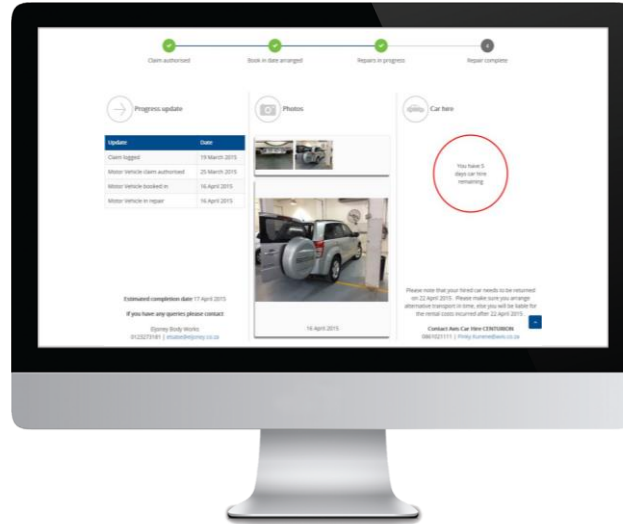 4
Claim authorised
Book in date arranged
Repairs in progress
Repair complete
Progress update
Update Date
Claim logged 19 March 2015
Motor Vehicle claim authorised 25 March 2015
Motor Vehicle booked in 16 April 2015
Motor Vehicle in repair 16 April 2015
Estimated completion date 17 April 2015
If you have any queries please contact
Body Works
0123273181 |
Photos
16 April 2015
Car hire
You have 5
days car hire
remaining
Please note that your hired car needs to be returned
on 22 April 2015. Please make sure you arrange
alternative transport in time, else you will be liable for
the rental costs incurred after 22 April 2015.
Contact Avis Car Hire CENTURION
0861021111 |